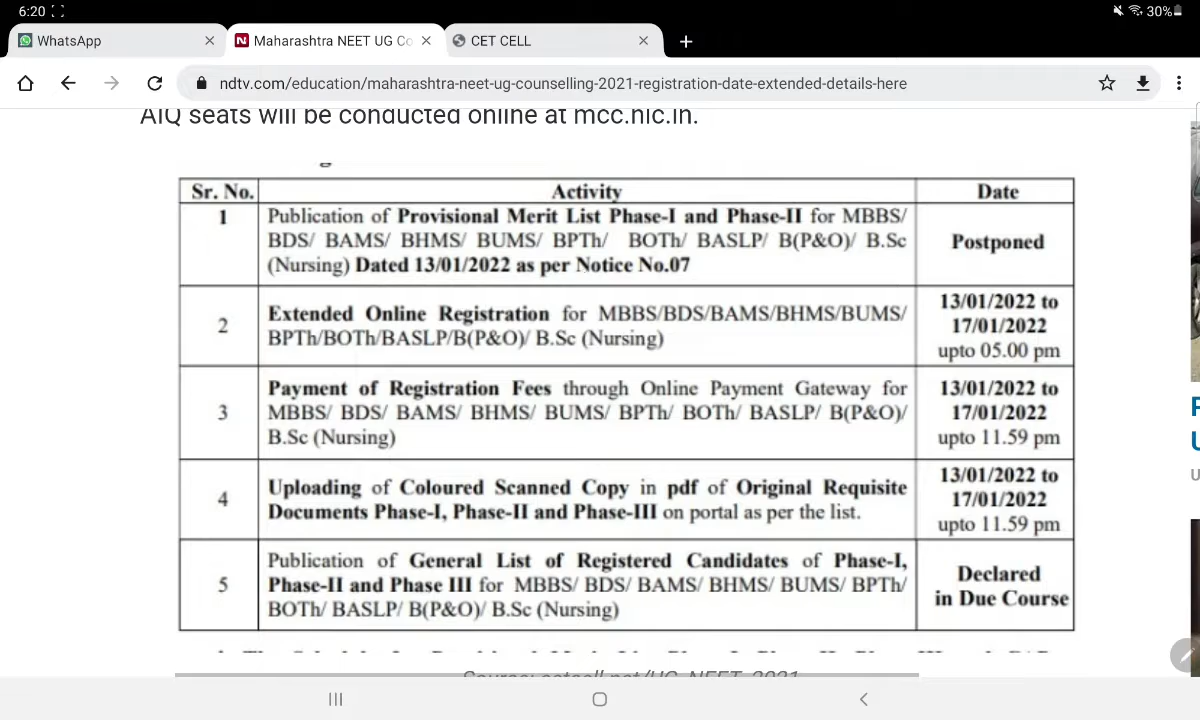 6:20
30%
WhatsApp
Maharashtra NEET UG Co
CET CELL
ndtv.com/education/maharashtra-neet-ug-counselling-2021-registration-date-extended-details-here
AIQ seats will be conducted online at mcc.nic.in.
Sr. No. Activity Date
1 Publication of Provisional Merit List Phase-I and Phase-II for MBBS/
BDS/ BAMS/ BHMS/ BUMS/ BPTh/ BOTh/ BASLP/ B(P&O)/ B.Sc
(Nursing) Dated 13/01/2022 as per Notice No.07
Postponed
2 Extended Online Registration for MBBS/BDS/BAMS/BHMS/BUMS/
BPTh/BOTh/BASLP/B(P&O)/ B.Sc (Nursing)
13/01/2022 to
17/01/2022
upto 05.00 pm
3 Payment of Registration Fees through Online Payment Gateway for
MBBS/ BDS/ BAMS/ BHMS/ BUMS/ BPTh/ BOTh/ BASLP/ B(P&O)/
B.Sc (Nursing)
13/01/2022 to
17/01/2022
upto 11.59 pm
4 Uploading of Coloured Scanned Copy in pdf of Original Requisite
Documents Phase-I, Phase-II and Phase-III on portal as per the list.
13/01/2022 to
17/01/2022
upto 11.59 pm
5 Publication of General List of Registered Candidates of Phase-I,
Phase-II and Phase III for MBBS/ BDS/ BAMS/ BHMS/ BUMS/ BPTh/
BOTh/ BASLP/ B(P&O)/ B.Sc (Nursing)
Declared
in Due Course